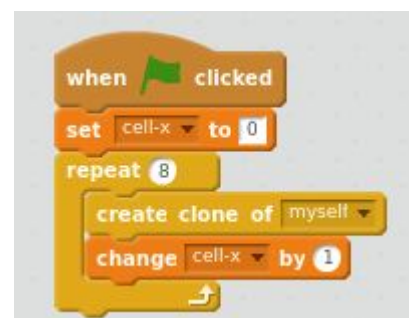 when clicked
set cell-x to 0
repeat 8
create clone of myself
change cell-x by 1